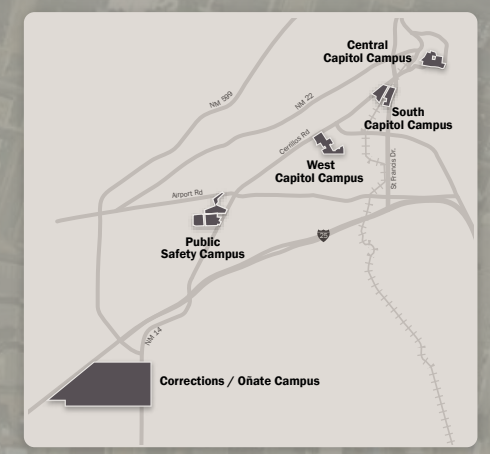 Central
Capitol Campus
NM 599
NM 22
South
Capitol Campus
Cerrillos Rd
West
Capitol Campus
St Francis Dr.
Airport Rd
Public
Safety Campus
25
NM 14
Corrections / Oñate Campus